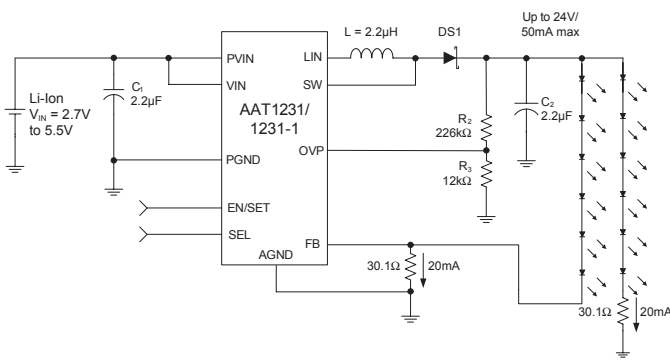 L = 2.2μH
DS1
Up to 24V/
50mA max
PVIN
LIN
VIN
SW
C1
2.2μF
Li-Ion
VIN = 2.7V
to 5.5V
AAT1231/
1231-1
R2
226kΩ
C2
2.2μF
PGND
OVP
R3
12kΩ
EN/SET
SEL
FB
AGND
30.1Ω
20mA
30.1Ω
20mA